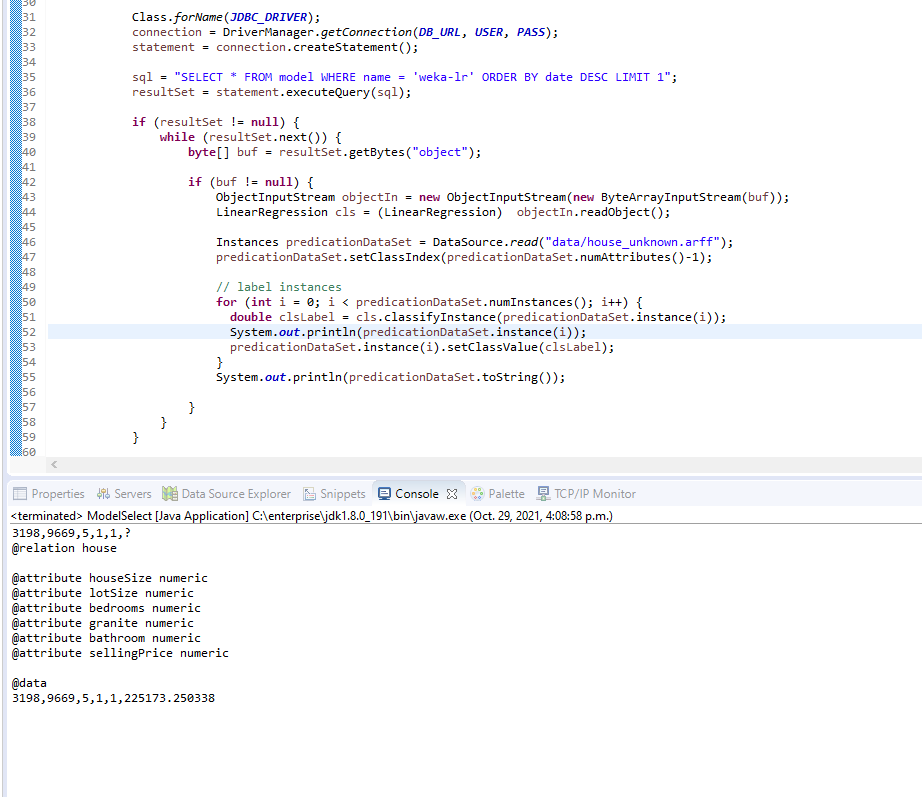 30
31 Class.forName(JDBC_DRIVER);
32 connection = DriverManager.getConnection(DB_URL, USER, PASS);
33 statement = connection.createStatement();
34
35 sql = "SELECT * FROM model WHERE name = 'weka-lr' ORDER BY date DESC LIMIT 1";
36 resultSet = statement.executeQuery(sql);
37
38 if (resultSet != null) {
39 while (resultSet.next()) {
40 byte[] buf = resultSet.getBytes("object");
41
42 if (buf != null) {
43 ObjectInputStream objectIn = new ObjectInputStream(new ByteArrayInputStream(buf));
44 LinearRegression cls = (LinearRegression)  objectIn.readObject();
45
46 Instances predicationDataSet = DataSource.read("data/house_unknown.arff");
47 predicationDataSet.setClassIndex(predicationDataSet.numAttributes()-1);
48
49 // label instances
50 for (int i = 0; i < predicationDataSet.numInstances(); i++) {
51 double clsLabel = cls.classifyInstance(predicationDataSet.instance(i));
52 System.out.println(predicationDataSet.instance(i));
53 predicationDataSet.instance(i).setClassValue(clsLabel);
54 }
55 System.out.println(predicationDataSet.toString());
56
57 }
58 }
59 }
60
Properties Servers Data Source Explorer Snippets Console Palette TCP/IP Monitor
<terminated> ModelSelect [Java Application] C:\enterprise\jdk1.8.0_191\bin\javaw.exe (Oct. 29, 2021, 4:08:58 p.m.)
3198,9669,5,1,1,?
@relation house
@attribute houseSize numeric
@attribute lotSize numeric
@attribute bedrooms numeric
@attribute granite numeric
@attribute bathroom numeric
@attribute sellingPrice numeric
@data
3198,9669,5,1,1,225173.250338